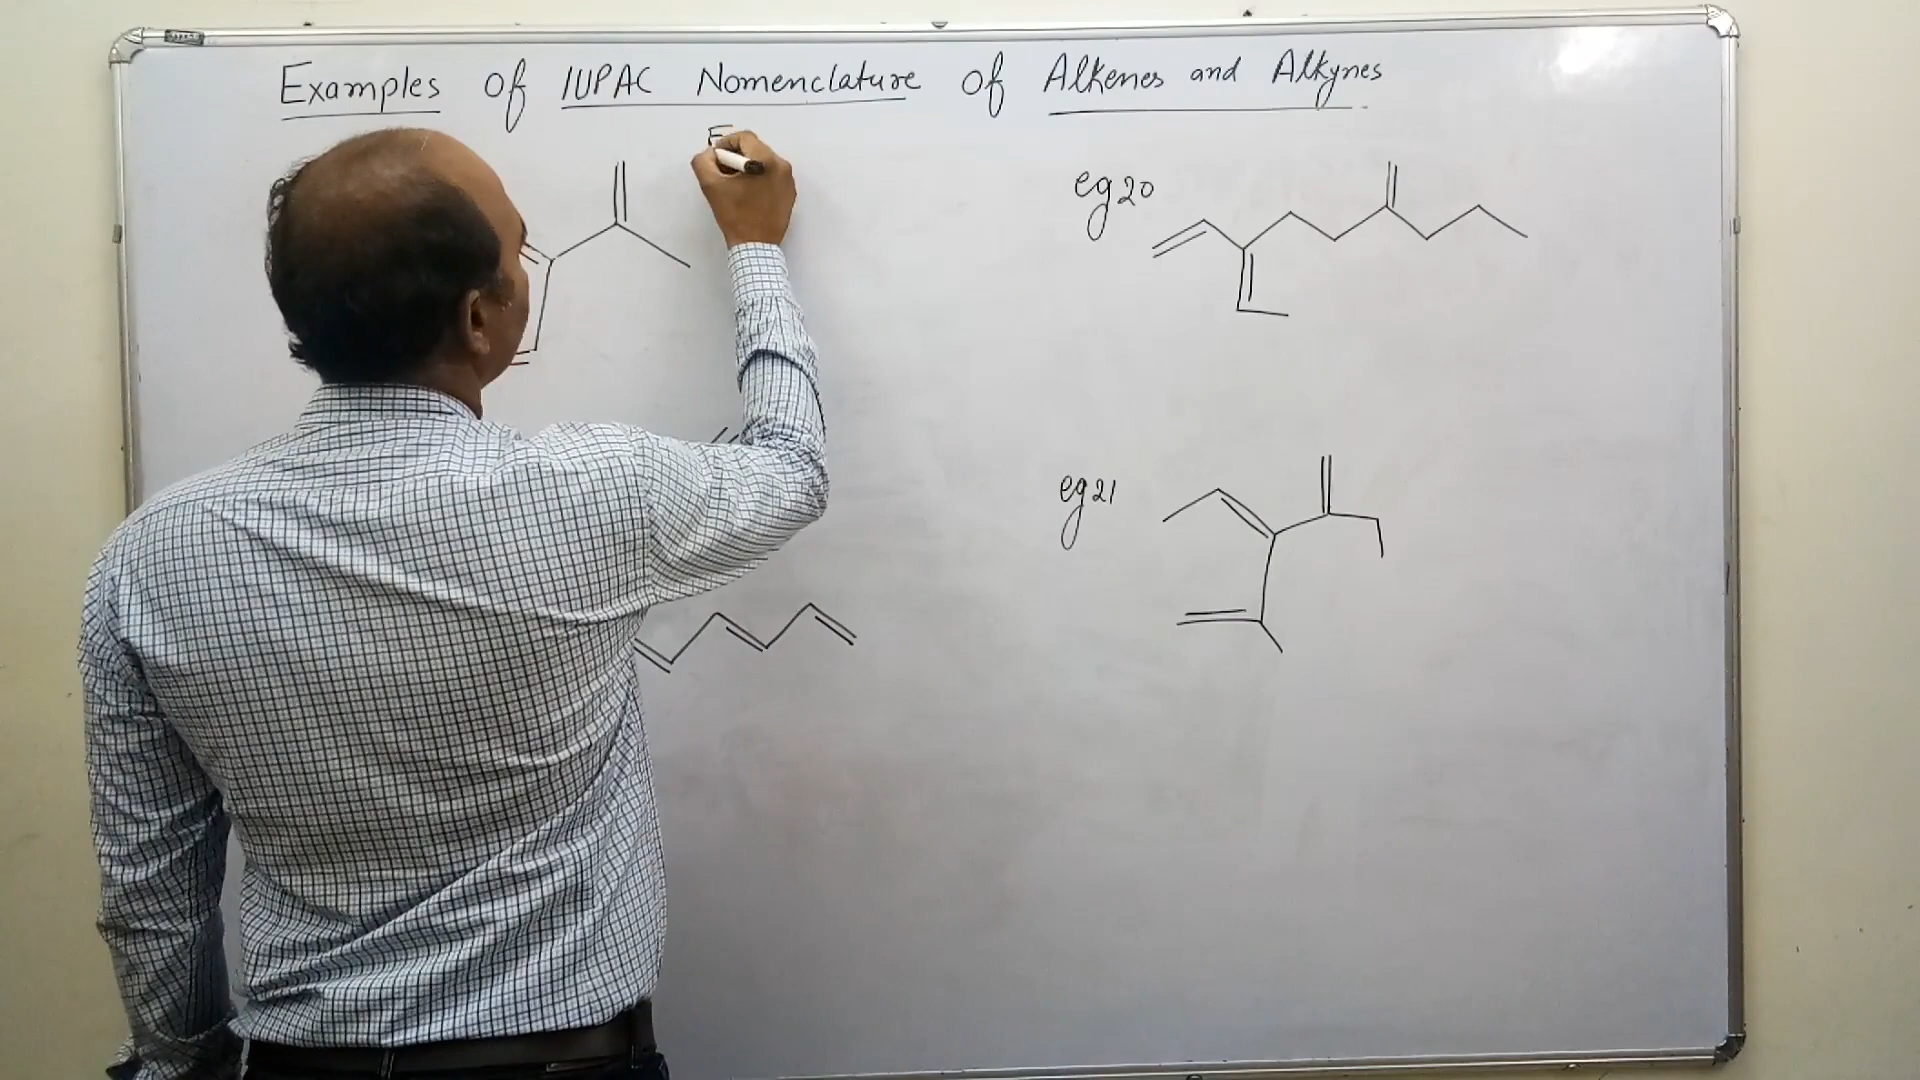 Examples of IUPAC Nomenclature of Alkenes and Alkynes
E
eg 20
eg 21